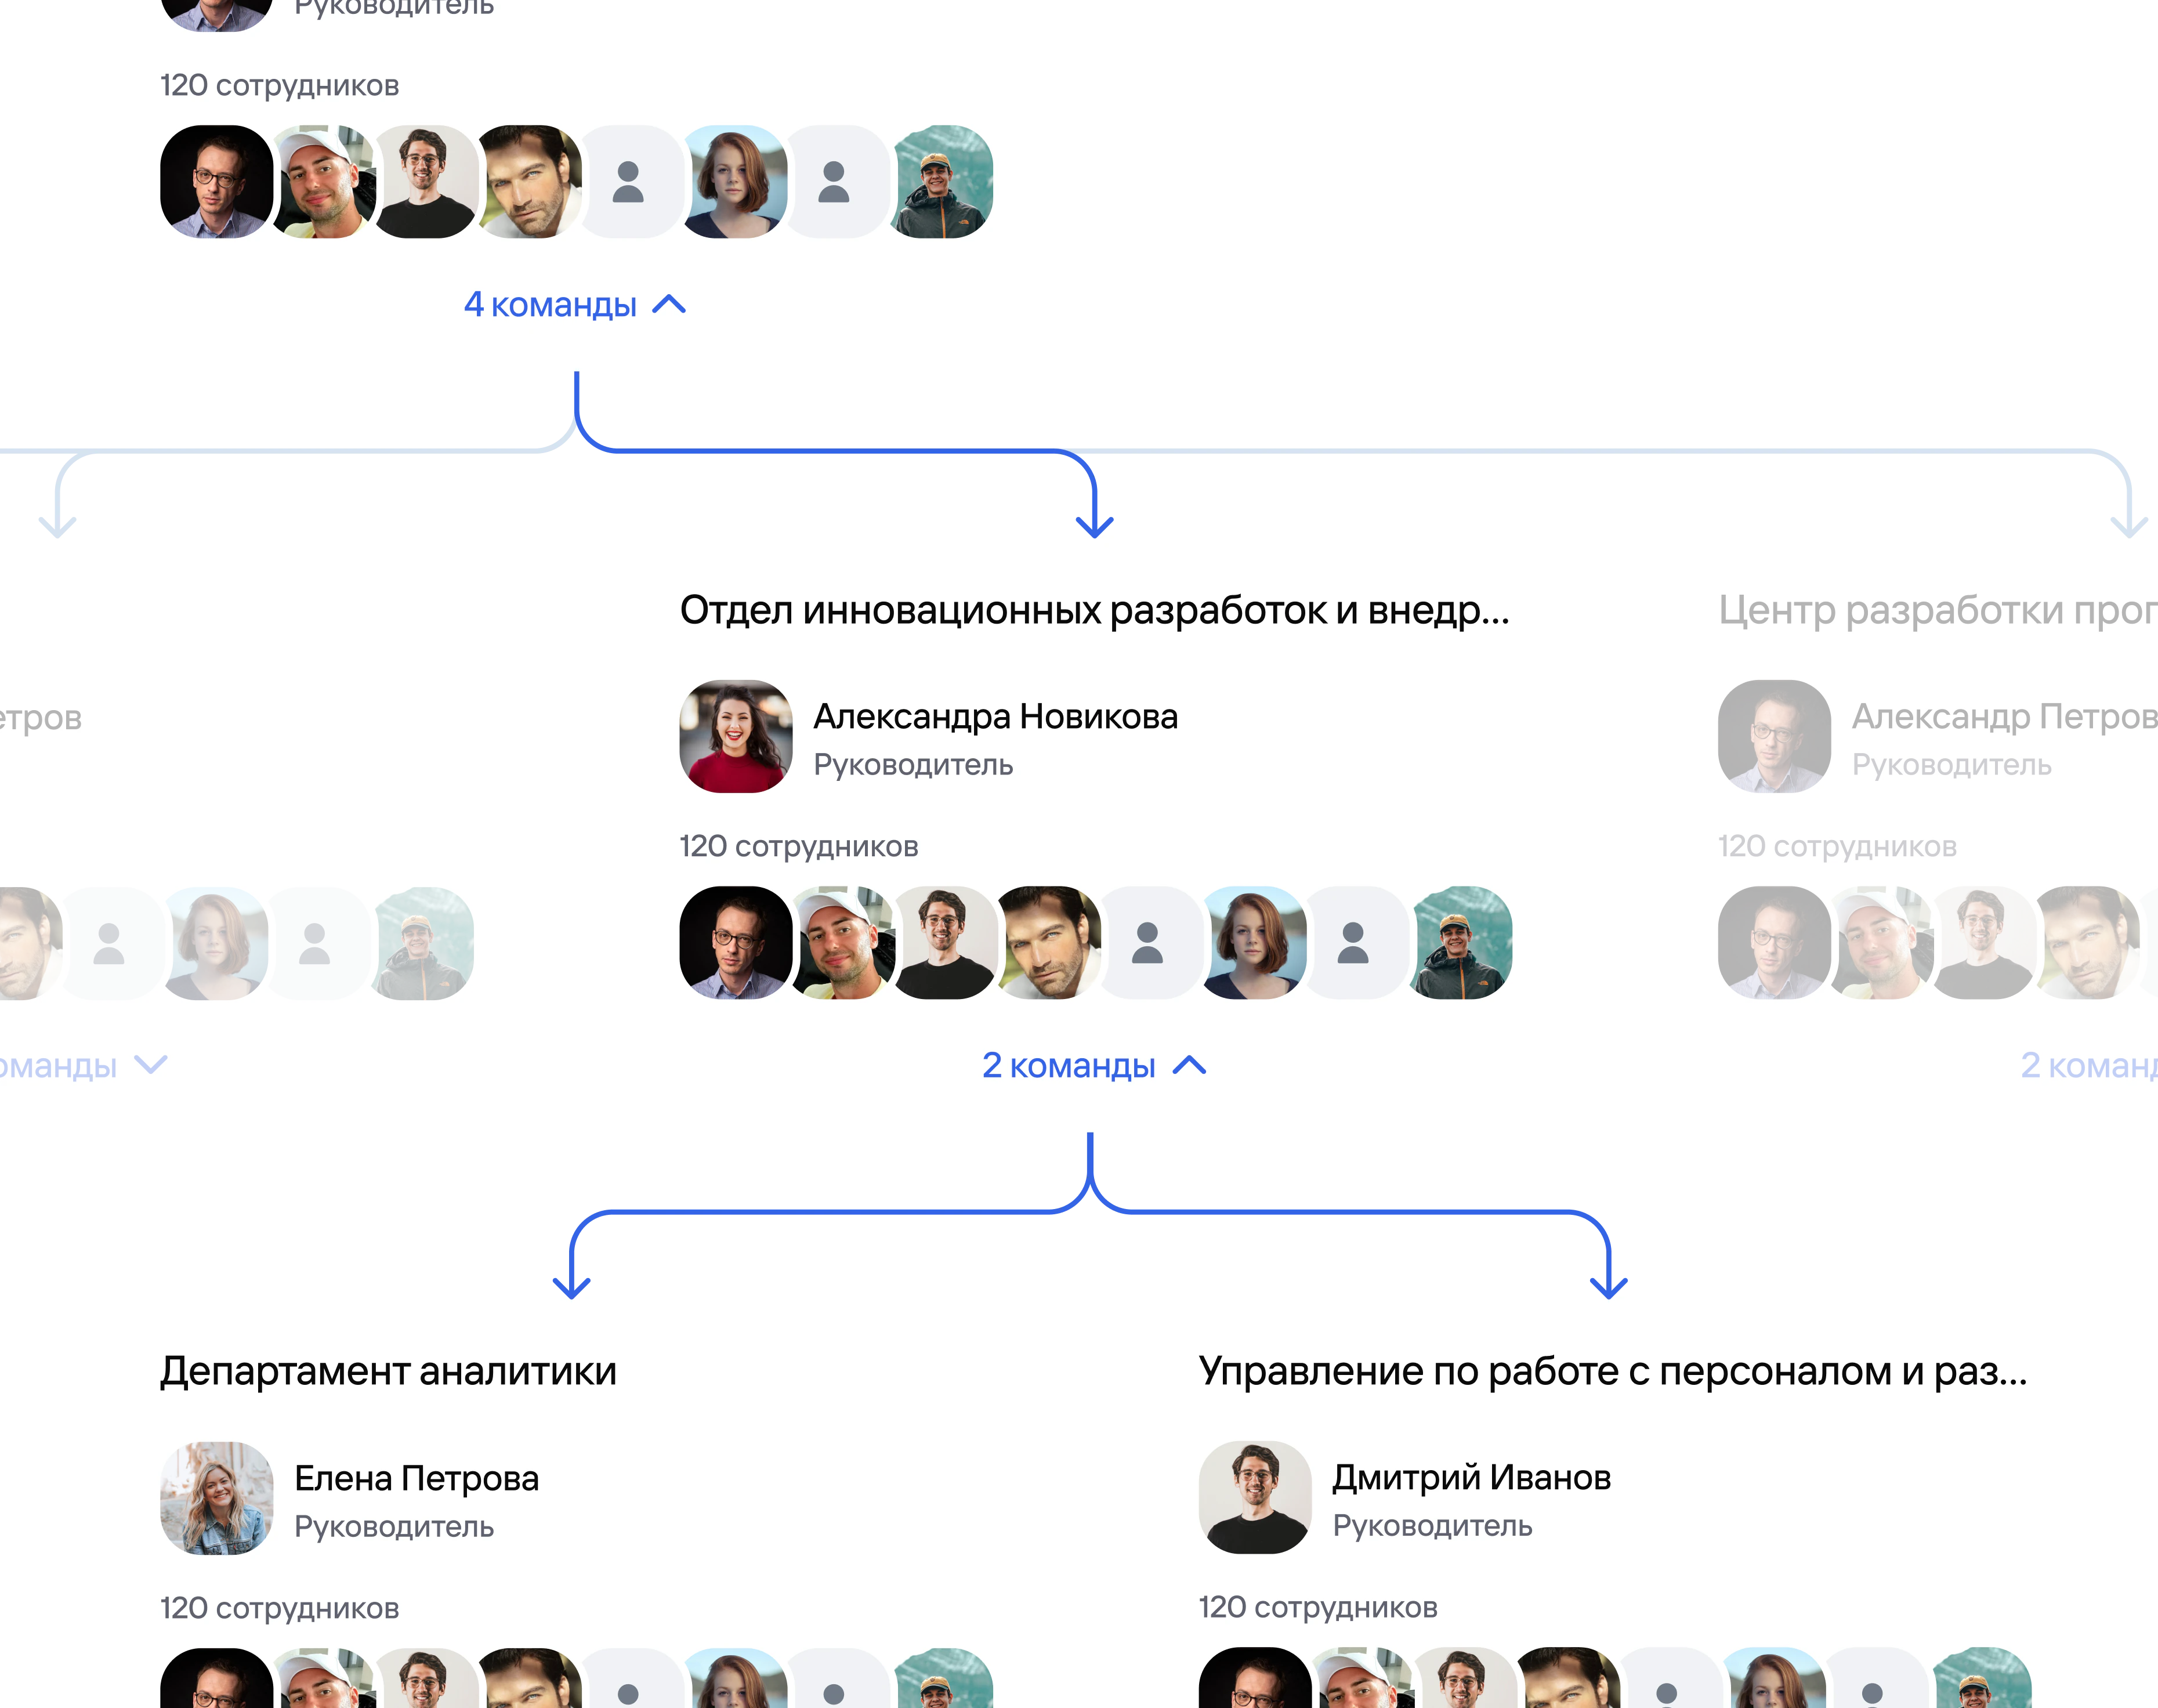 Руководитель
120 сотрудников
4 команды
Отдел инновационных разработок и внедр...
Александра Новикова
Руководитель
120 сотрудников
2 команды
етров
оманды
Центр разработки прог
Александр Петров
Руководитель
120 сотрудников
2 команд
Департамент аналитики
Елена Петрова
Руководитель
120 сотрудников
Управление по работе с персоналом и раз...
Дмитрий Иванов
Руководитель
120 сотрудников